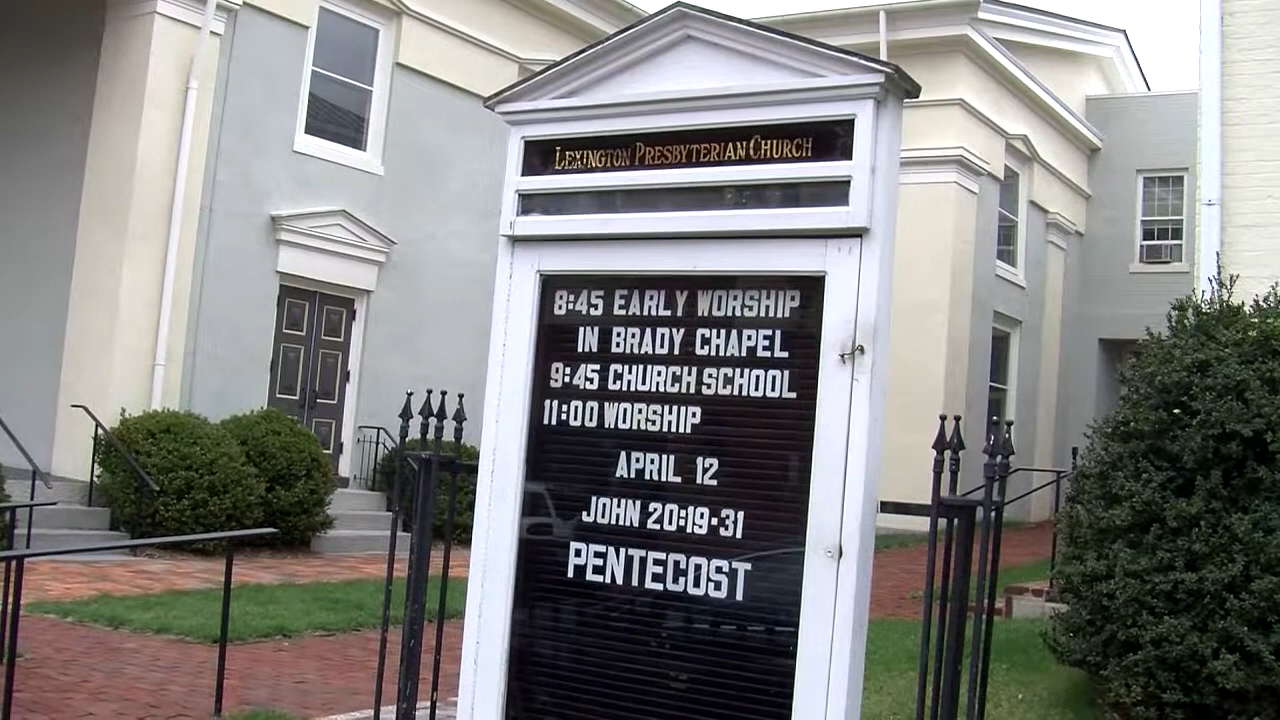 LEXINGTON PRESBYTERIAN CHURCH
8:45 EARLY WORSHIP
IN BRADY CHAPEL
9:45 CHURCH SCHOOL
11:00 WORSHIP
APRIL 12
JOHN 20:19-31
PENTECOST